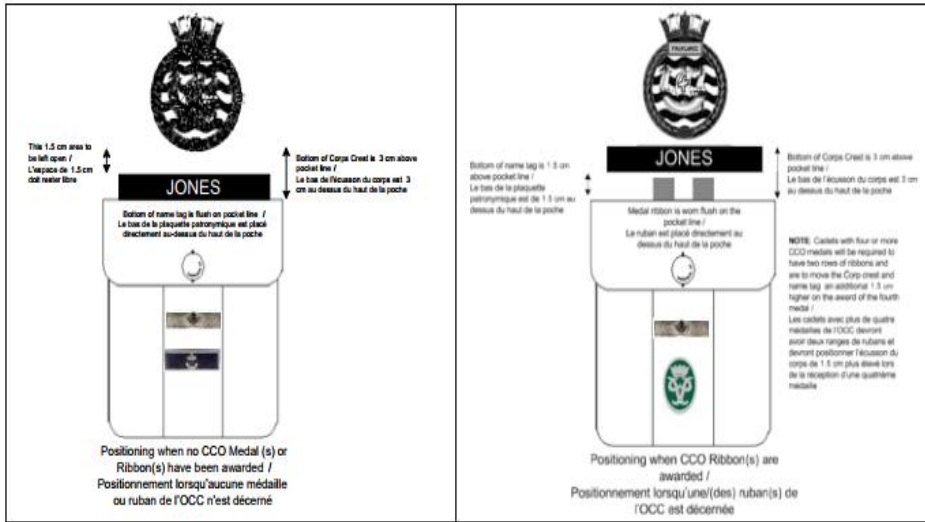 This 1.5 cm area to
be left open /
L'espace de 1.5 cm
doit rester libre
Bottom of Corps Crest is 3 cm above
pocket line /
Le bas de l'écusson du corps est 3
cm au dessus du haut de la poche
JONES
Bottom of name tag is flush on pocket line /
Le bas de la plaquette patronymique est placé
directement au-dessus du haut de la poche
Positioning when no CCO Medal (s) or
Ribbon(s) have been awarded /
Positionnement lorsqu'aucune médaille
ou ruban de l'OCC n'est décerné
Bottom of name tag is 1.5 cm
above pocket line /
Le bas de la plaquette
patronymique est de 1.5 cm au
dessus du haut de la poche
JONES
Bottom of Corps Crest is 3 cm above
pocket line /
Le bas de l'écusson du corps est 3 cm
au dessus du haut de la poche
Medal ribbon is worn flush on the
pocket line /
Le ruban est placé directement au
dessus du haut de la poche
NOTE: Cadets with four or more
CCO medals will be required to
have two rows of ribbons and
are to move the Corp crest and
name tag an additional 1.5 cm
higher on the award of the fourth
medal /
Les cadets avec plus de quatre
médailles de l'OCC devront
avoir deux ranges de rubans et
devront positionner l'écusson du
corps de 1.5 cm plus élevé lors
de la réception d'une quatrième
médaille
Positioning when CCO Ribbon(s) are
awarded /
Positionnement lorsqu'une/(des) ruban(s) de
l'OCC est décernée